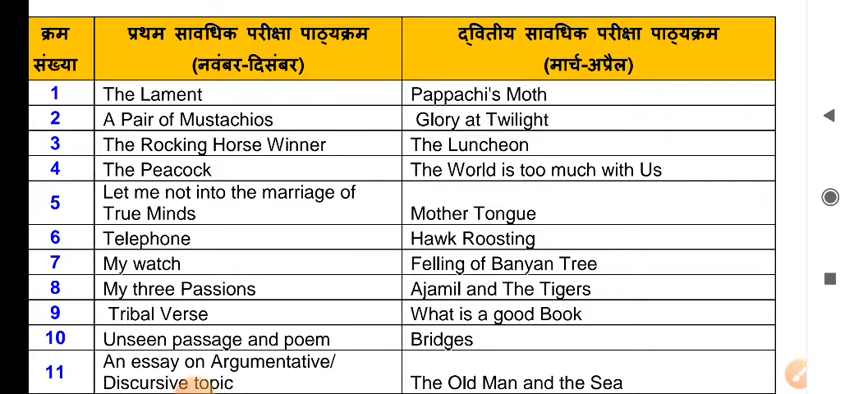 क्रम संख्या
प्रथम सावधिक परीक्षा पाठ्यक्रम (नवंबर-दिसंबर)
द्वितीय सावधिक परीक्षा पाठ्यक्रम (मार्च-अप्रैल)
1 The Lament Pappachi's Moth
2 A Pair of Mustachios Glory at Twilight
3 The Rocking Horse Winner The Luncheon
4 The Peacock The World is too much with Us
5 Let me not into the marriage of True Minds Mother Tongue
6 Telephone Hawk Roosting
7 My watch Felling of Banyan Tree
8 My three Passions Ajamil and The Tigers
9 Tribal Verse What is a good Book
10 Unseen passage and poem Bridges
11 An essay on Argumentative/ Discursive topic The Old Man and the Sea